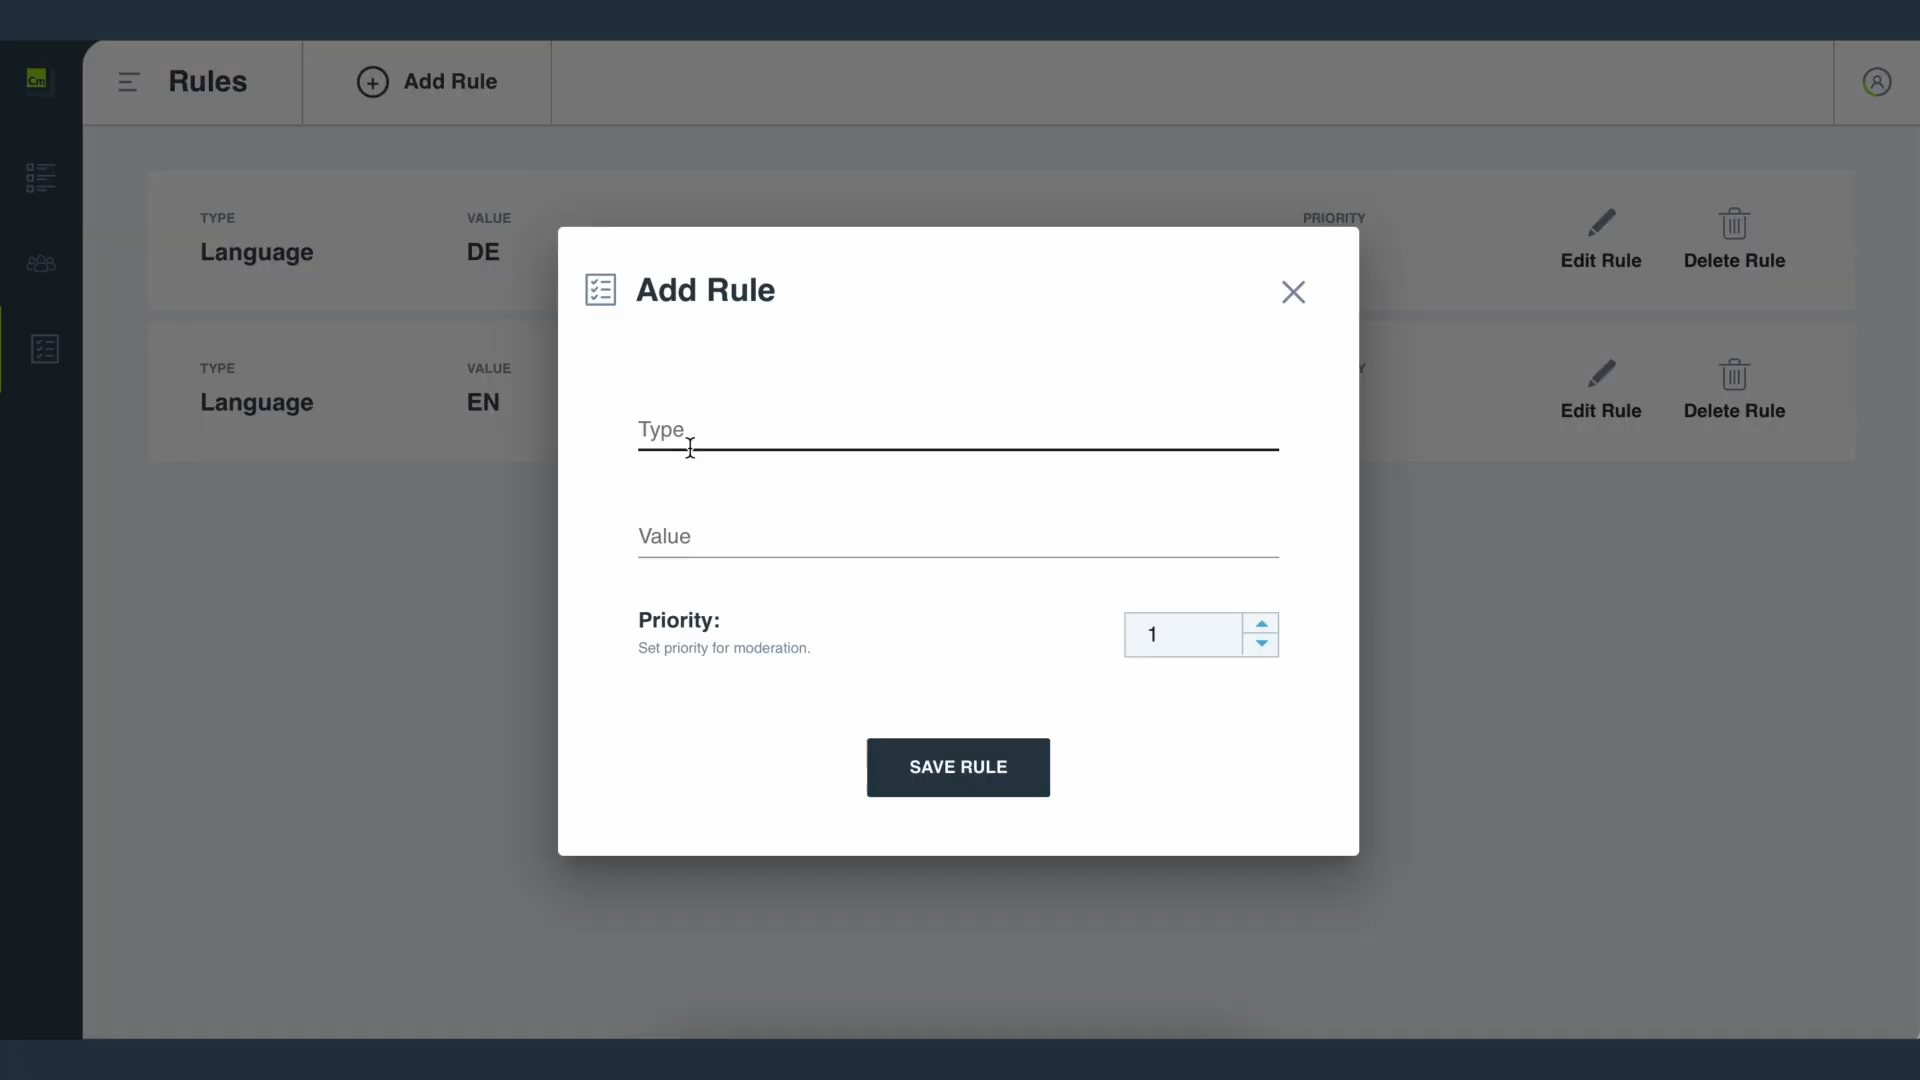 Cm
Rules
Add Rule
TYPE
Language
VALUE
DE
PRIORITY
Edit Rule
Delete Rule
TYPE
Language
VALUE
EN
Y
Edit Rule
Delete Rule
Add Rule
Type
Value
Priority:
Set priority for moderation.
1
SAVE RULE